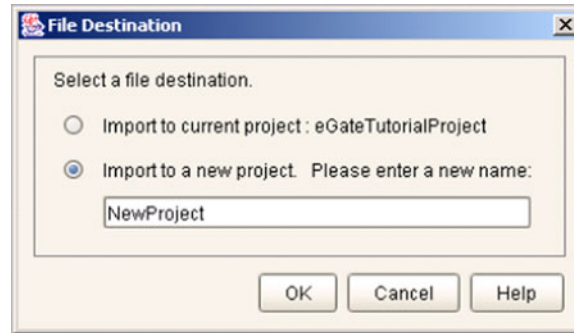 File Destination
Select a file destination.
Import to current project : eGateTutorialProject
Import to a new project. Please enter a new name:
NewProject
OK Cancel Help